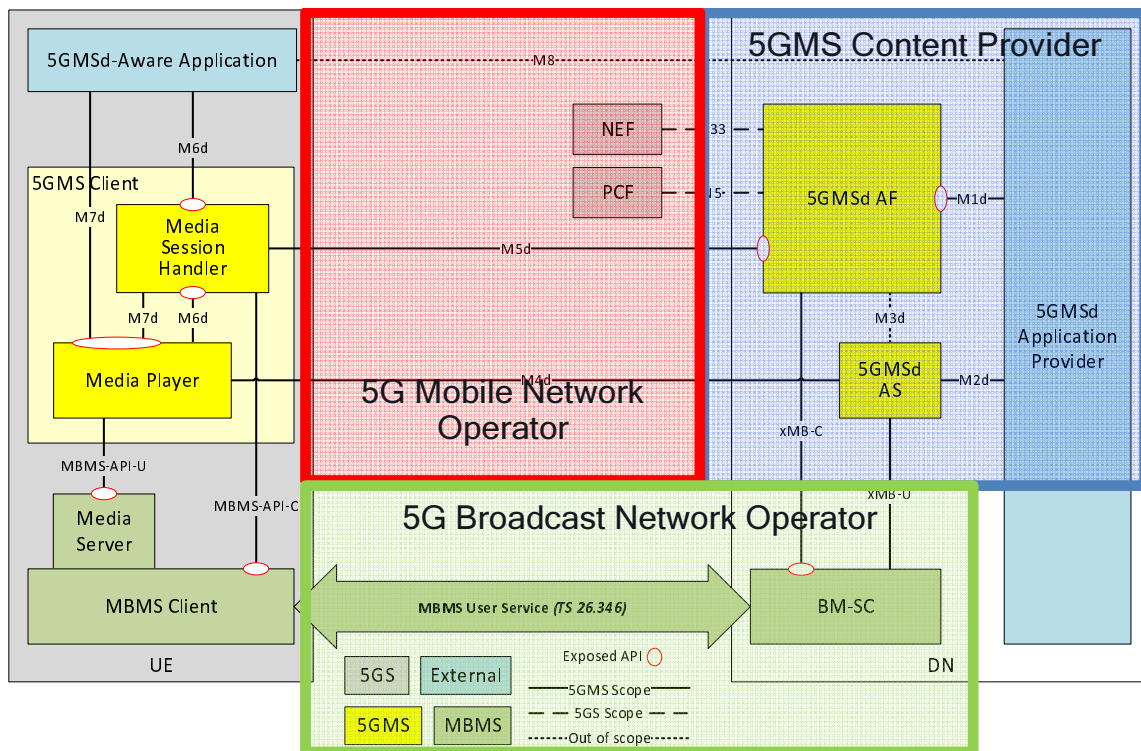 5GMS Content Provider
5GMSd-Aware Application
M8
NEF
33
PCF
N5
5GMSd AF
M1d
M6d
5GMS Client
M7d
Media
Session
Handler
M5d
M7d
M6d
M3d
5GMSd
Application
Provider
Media Player
M4d
5GMSd
AS
M2d
5G Mobile Network
Operator
xMB-C
MBMS-API-U
MBMS-API-C
xMB-U
Media
Server
5G Broadcast Network Operator
MBMS Client
MBMS User Service (TS 26.346)
BM-SC
UE
Exposed API
DN
5GS
External
5GMS Scope
5GS Scope
5GMS
MBMS
Out of scope